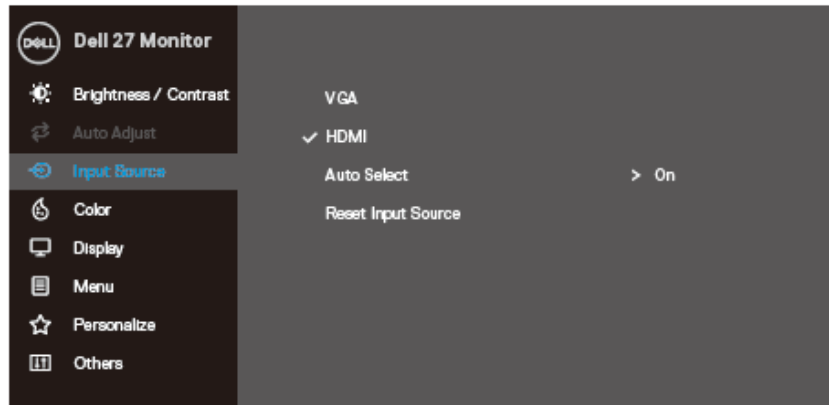 DELL
Dell 27 Monitor
Brightness / Contrast
Auto Adjust
Input Source
Color
Display
Menu
Personalize
Others
VGA
HDMI
Auto Select > On
Reset Input Source